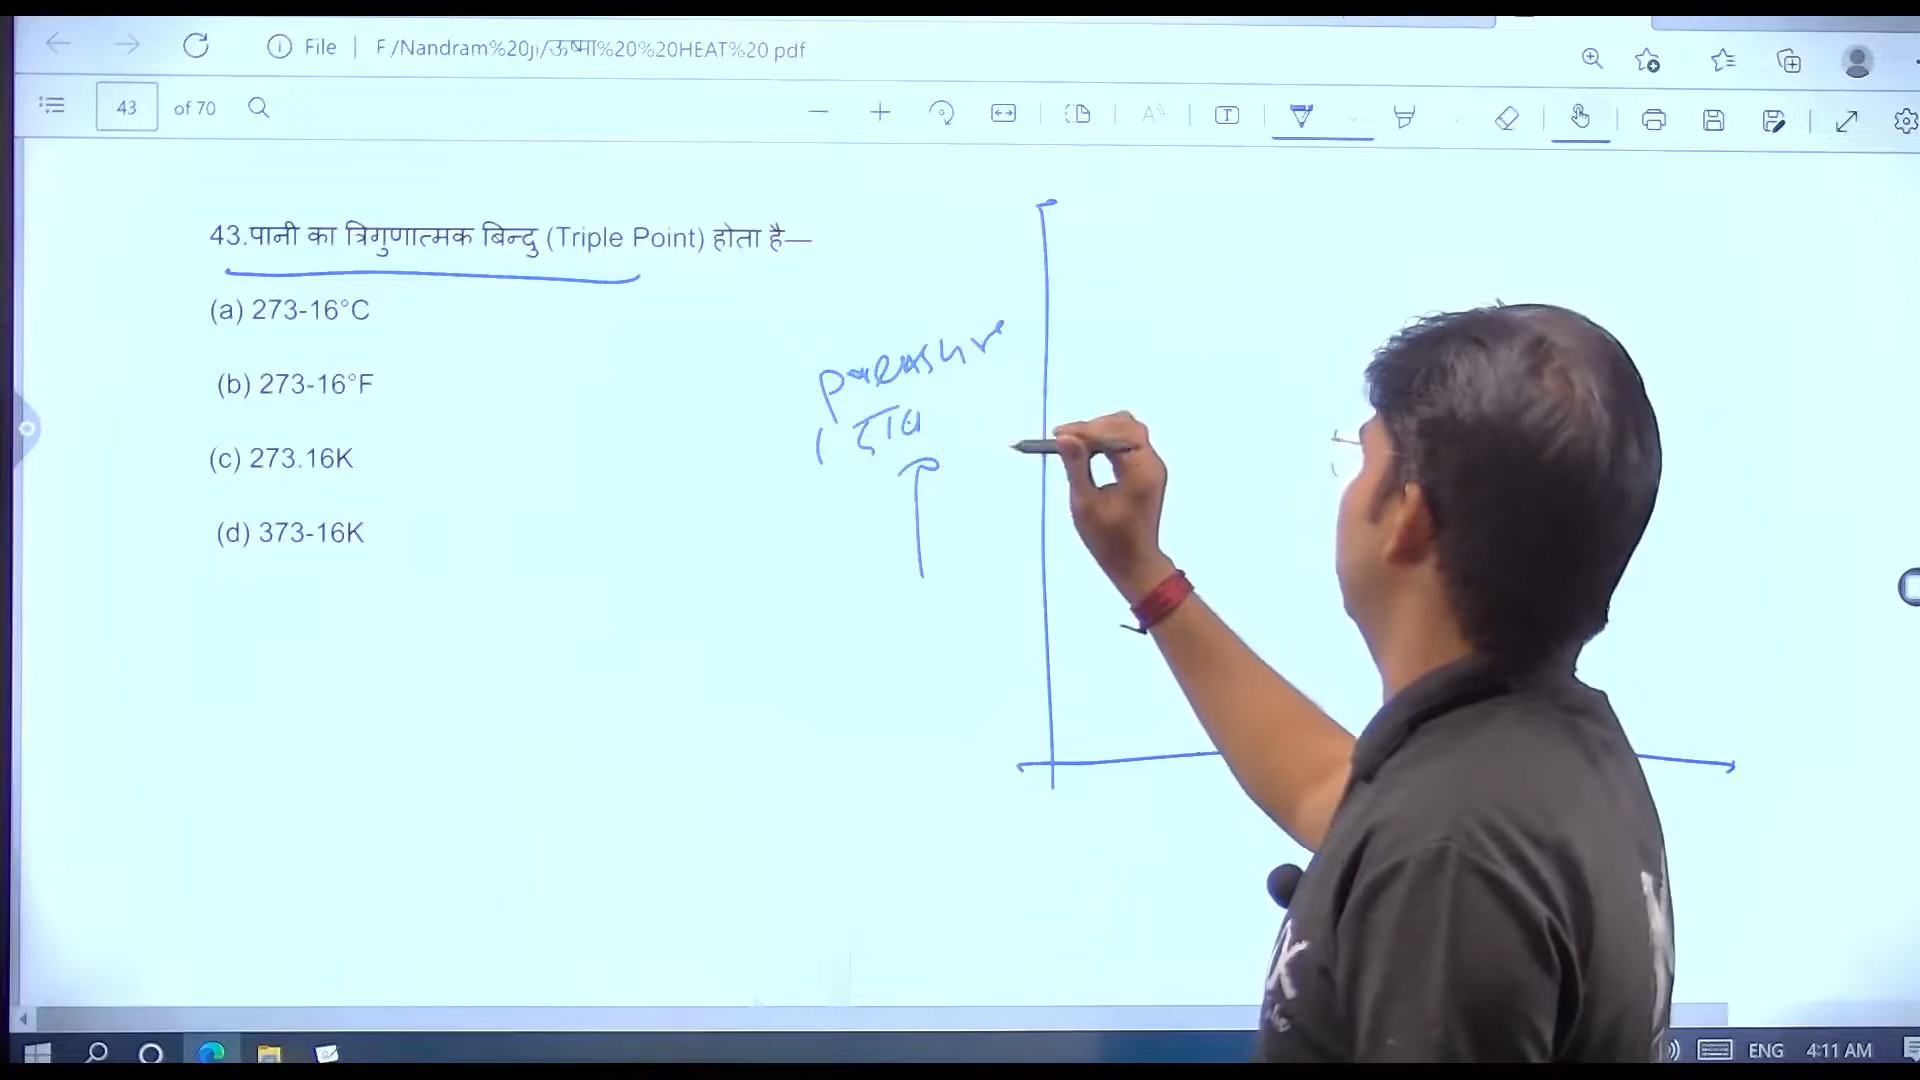 File | F:/Nandram%20ji/ऊष्मा%20%20HEAT%20.pdf
43 of 70
43.पानी का त्रिगुणात्मक बिन्दु (Triple Point) होता है—
(a) 273-16°C
(b) 273-16°F
(c) 273.16K
(d) 373-16K
दाब
ENG 4:11 AM